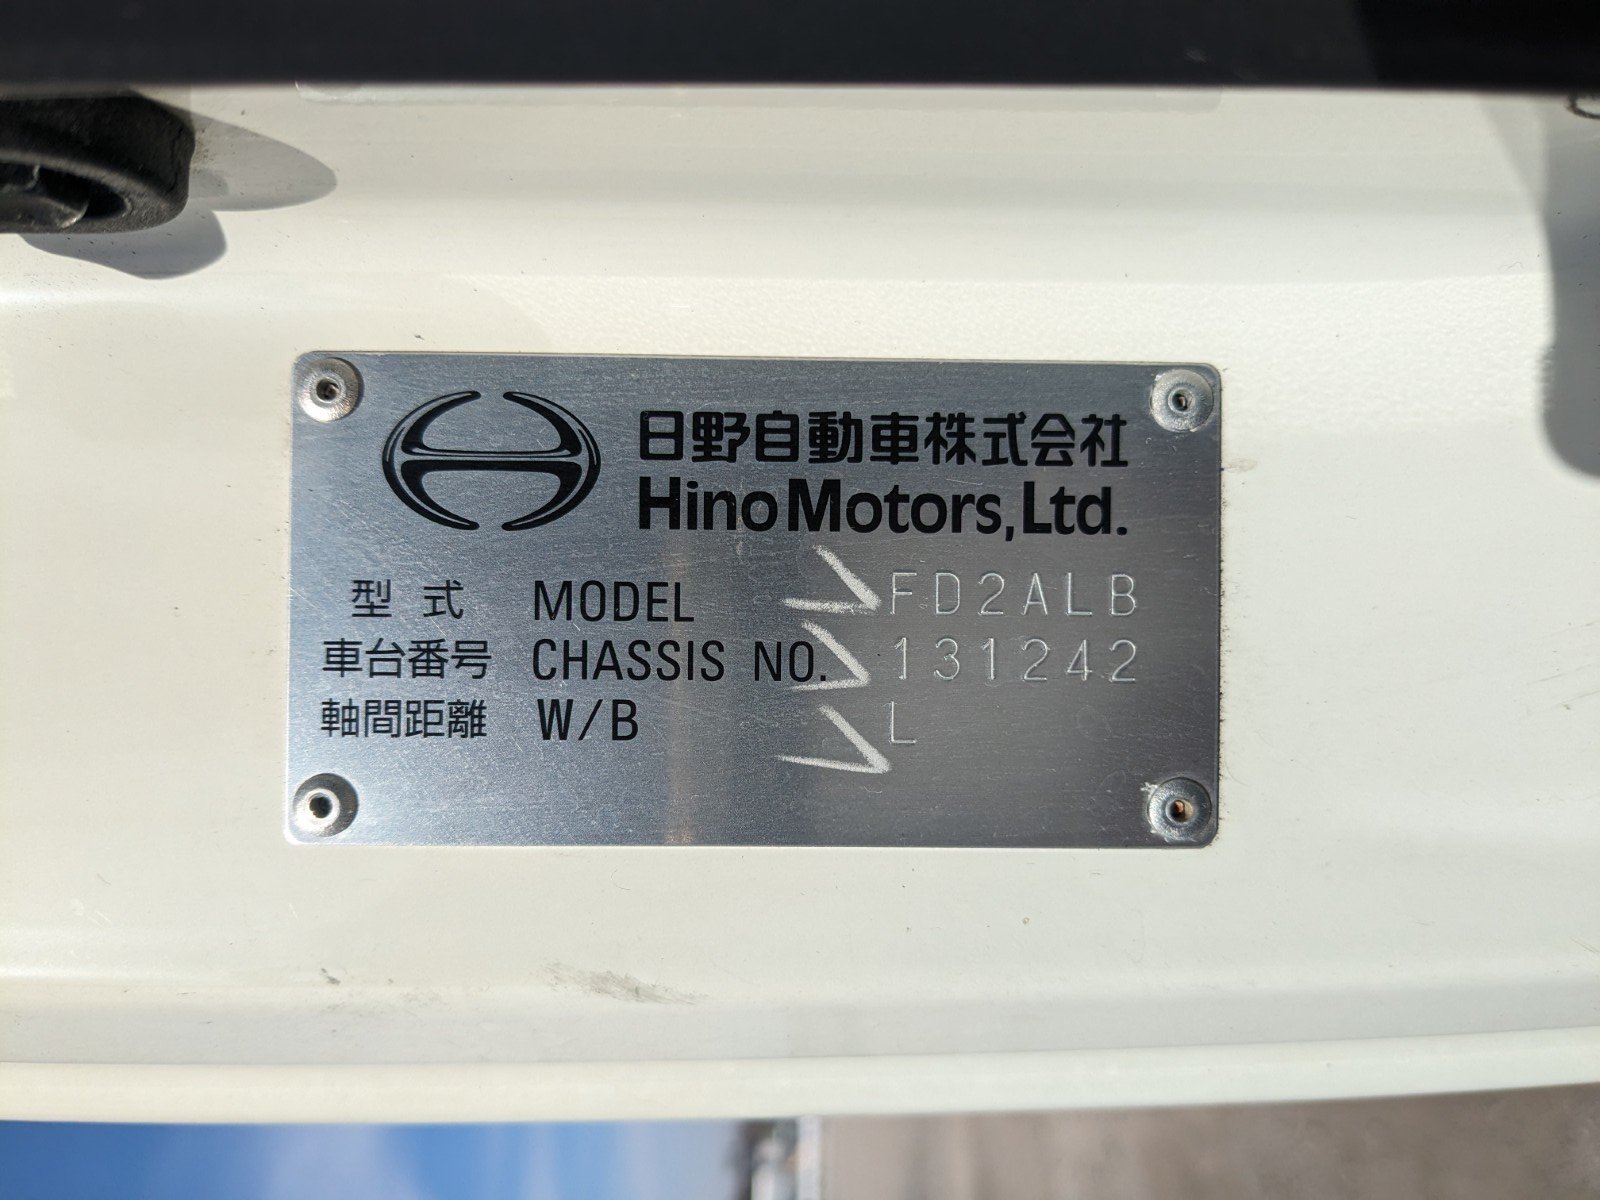 日野自動車株式会社
Hino Motors, Ltd.
型式 MODEL FD2ALB
車台番号 CHASSIS NO. 131242
軸間距離 W/B L